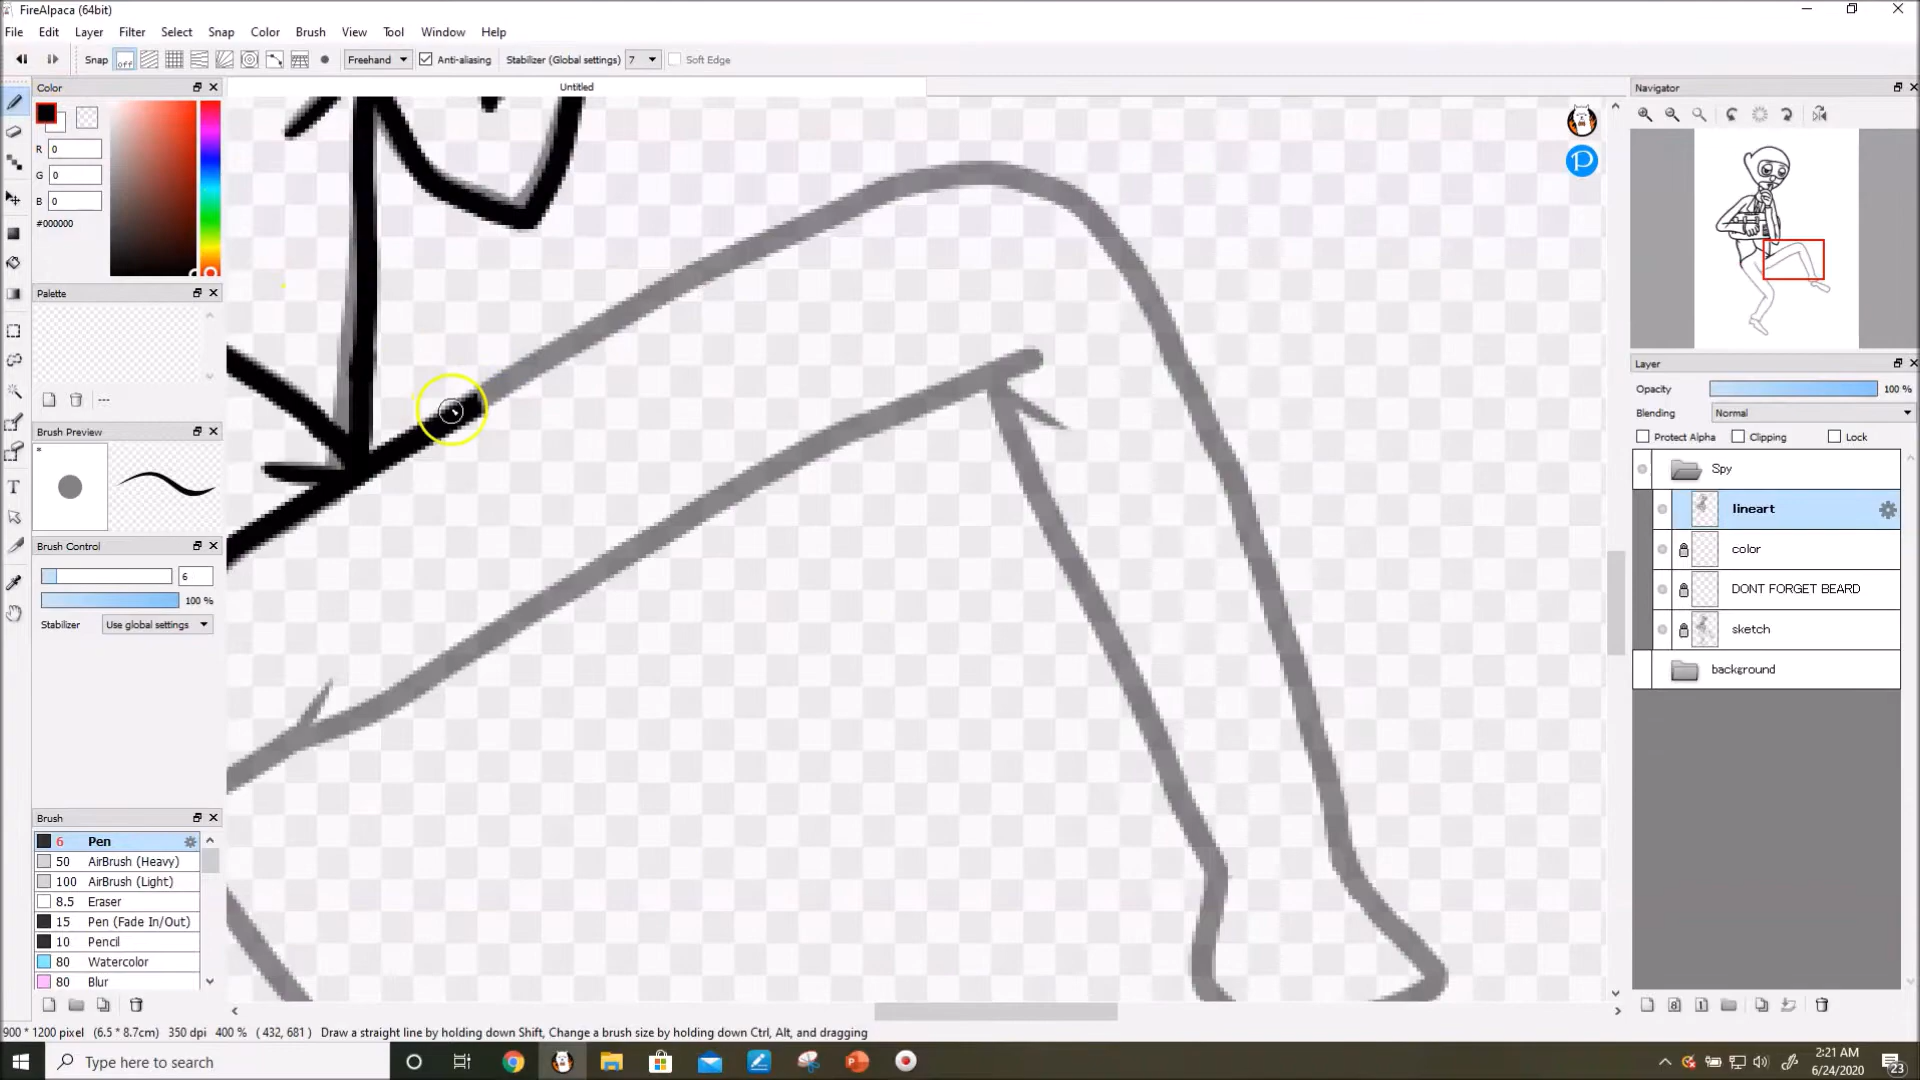 FireAlpaca (64bit)
File Edit Layer Filter Select Snap Color Brush View Tool Window Help
Snap off Freehand Anti-aliasing Stabilizer (Global settings) 7 Soft Edge
Color
Untitled
Navigator
R 0
G 0
B 0
#000000
Palette
---
Brush Preview
*
Brush Control
6
100 %
Stabilizer Use global settings
Brush
6 Pen
50 AirBrush (Heavy)
100 AirBrush (Light)
8.5 Eraser
15 Pen (Fade In/Out)
10 Pencil
80 Watercolor
80 Blur
P
Layer
Opacity 100 %
Blending Normal
Protect Alpha Clipping Lock
Spy
lineart
color
DONT FORGET BEARD
sketch
background
8 1
900 * 1200 pixel (6.5 * 8.7cm) 350 dpi 400 % ( 432, 681 ) Draw a straight line by holding down Shift, Change a brush size by holding down Ctrl, Alt, and dragging
Type here to search
2:21 AM
6/24/2020
23